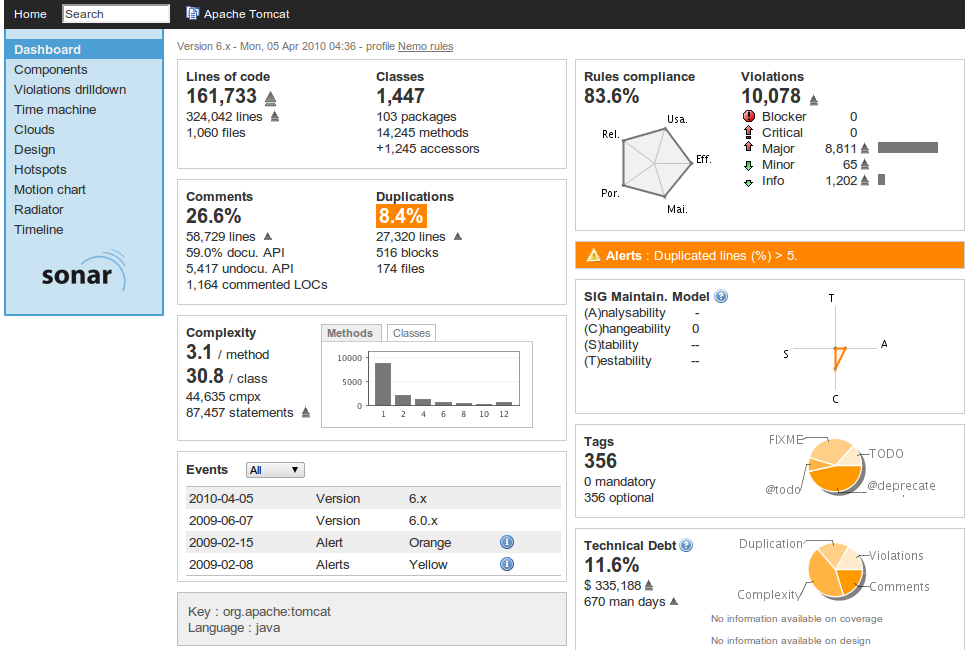 Home Search Apache Tomcat
Dashboard
Components
Violations drilldown
Time machine
Clouds
Design
Hotspots
Motion chart
Radiator
Timeline
sonar
Version 6.x - Mon, 05 Apr 2010 04:36 - profile Nemo rules
Lines of code
161,733
324,042 lines
1,060 files
Classes
1,447
103 packages
14,245 methods
+1,245 accessors
Comments
26.6%
58,729 lines
59.0% docu. API
5,417 undocu. API
1,164 commented LOCs
Duplications
8.4%
27,320 lines
516 blocks
174 files
Complexity
3.1 / method
30.8 / class
44,635 cmpx
87,457 statements
Methods Classes
10000
5000
0
1 2 4 6 8 10 12
Events All
2010-04-05 Version 6.x
2009-06-07 Version 6.0.x
2009-02-15 Alert Orange
2009-02-08 Alerts Yellow
Key : org.apache:tomcat
Language : java
Rules compliance
83.6%
Usa.
Rel.
Eff.
Por.
Mai.
Violations
10,078
Blocker 0
Critical 0
Major 8,811
Minor 65
Info 1,202
Alerts : Duplicated lines (%) > 5.
SIG Maintain. Model
(A)nalysability -
(C)hangeability 0
(S)tability --
(T)estability --
T
A
S
C
Tags
356
0 mandatory
356 optional
FIXME
TODO
@todo
@deprecate
Technical Debt
11.6%
$ 335,188
670 man days
Duplication
Violations
Comments
Complexity
No information available on coverage
No information available on design